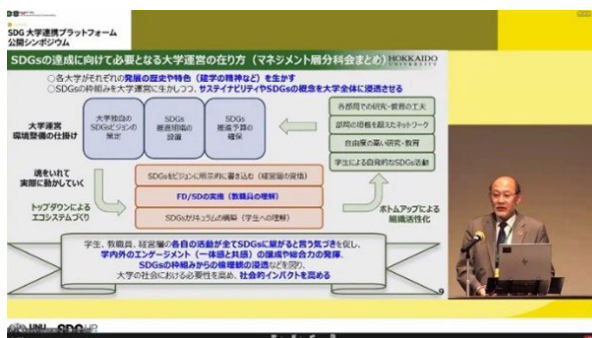 SDG 大学連携プラットフォーム
公開シンポジウム
SDGsの達成に向けて必要となる大学運営の在り方（マネジメント層分科会まとめ）
HOKKAIDO
UNIVERSITY
○各大学がそれぞれの発展の歴史や特色（建学の精神など）を生かす
○SDGsの枠組みを大学運営に生かしつつ、サステイナビリティやSDGsの概念を大学全体に浸透させる
大学運営
環境整備の仕掛け
大学独自の
SDGsビジョンの
策定
SDGs
推進組織の
設置
SDGs
推進予算の
確保
各部局での研究・教育の工夫
部局の垣根を超えたネットワーク
自由度の高い研究・教育
学生による自発的なSDGs活動
魂をいれて
実際に動かしていく
トップダウンによる
エコシステムづくり
SDGsをビジョンに明示的に書き込む（経営層の覚悟）
FD/SDの実施（教職員の理解）
SDGsカリキュラムの構築（学生への理解）
ボトムアップによる
組織活性化
学生、教職員、経営層の各自の活動が全てSDGsに繋がると言う気づきを促し、
学内外のエンゲージメント（一体感と共感）の醸成や総合力の発揮、
SDGsの枠組みからの倫理観の浸透などを図り、
大学の社会における必要性を高め、社会的インパクトを高める
9
UNU